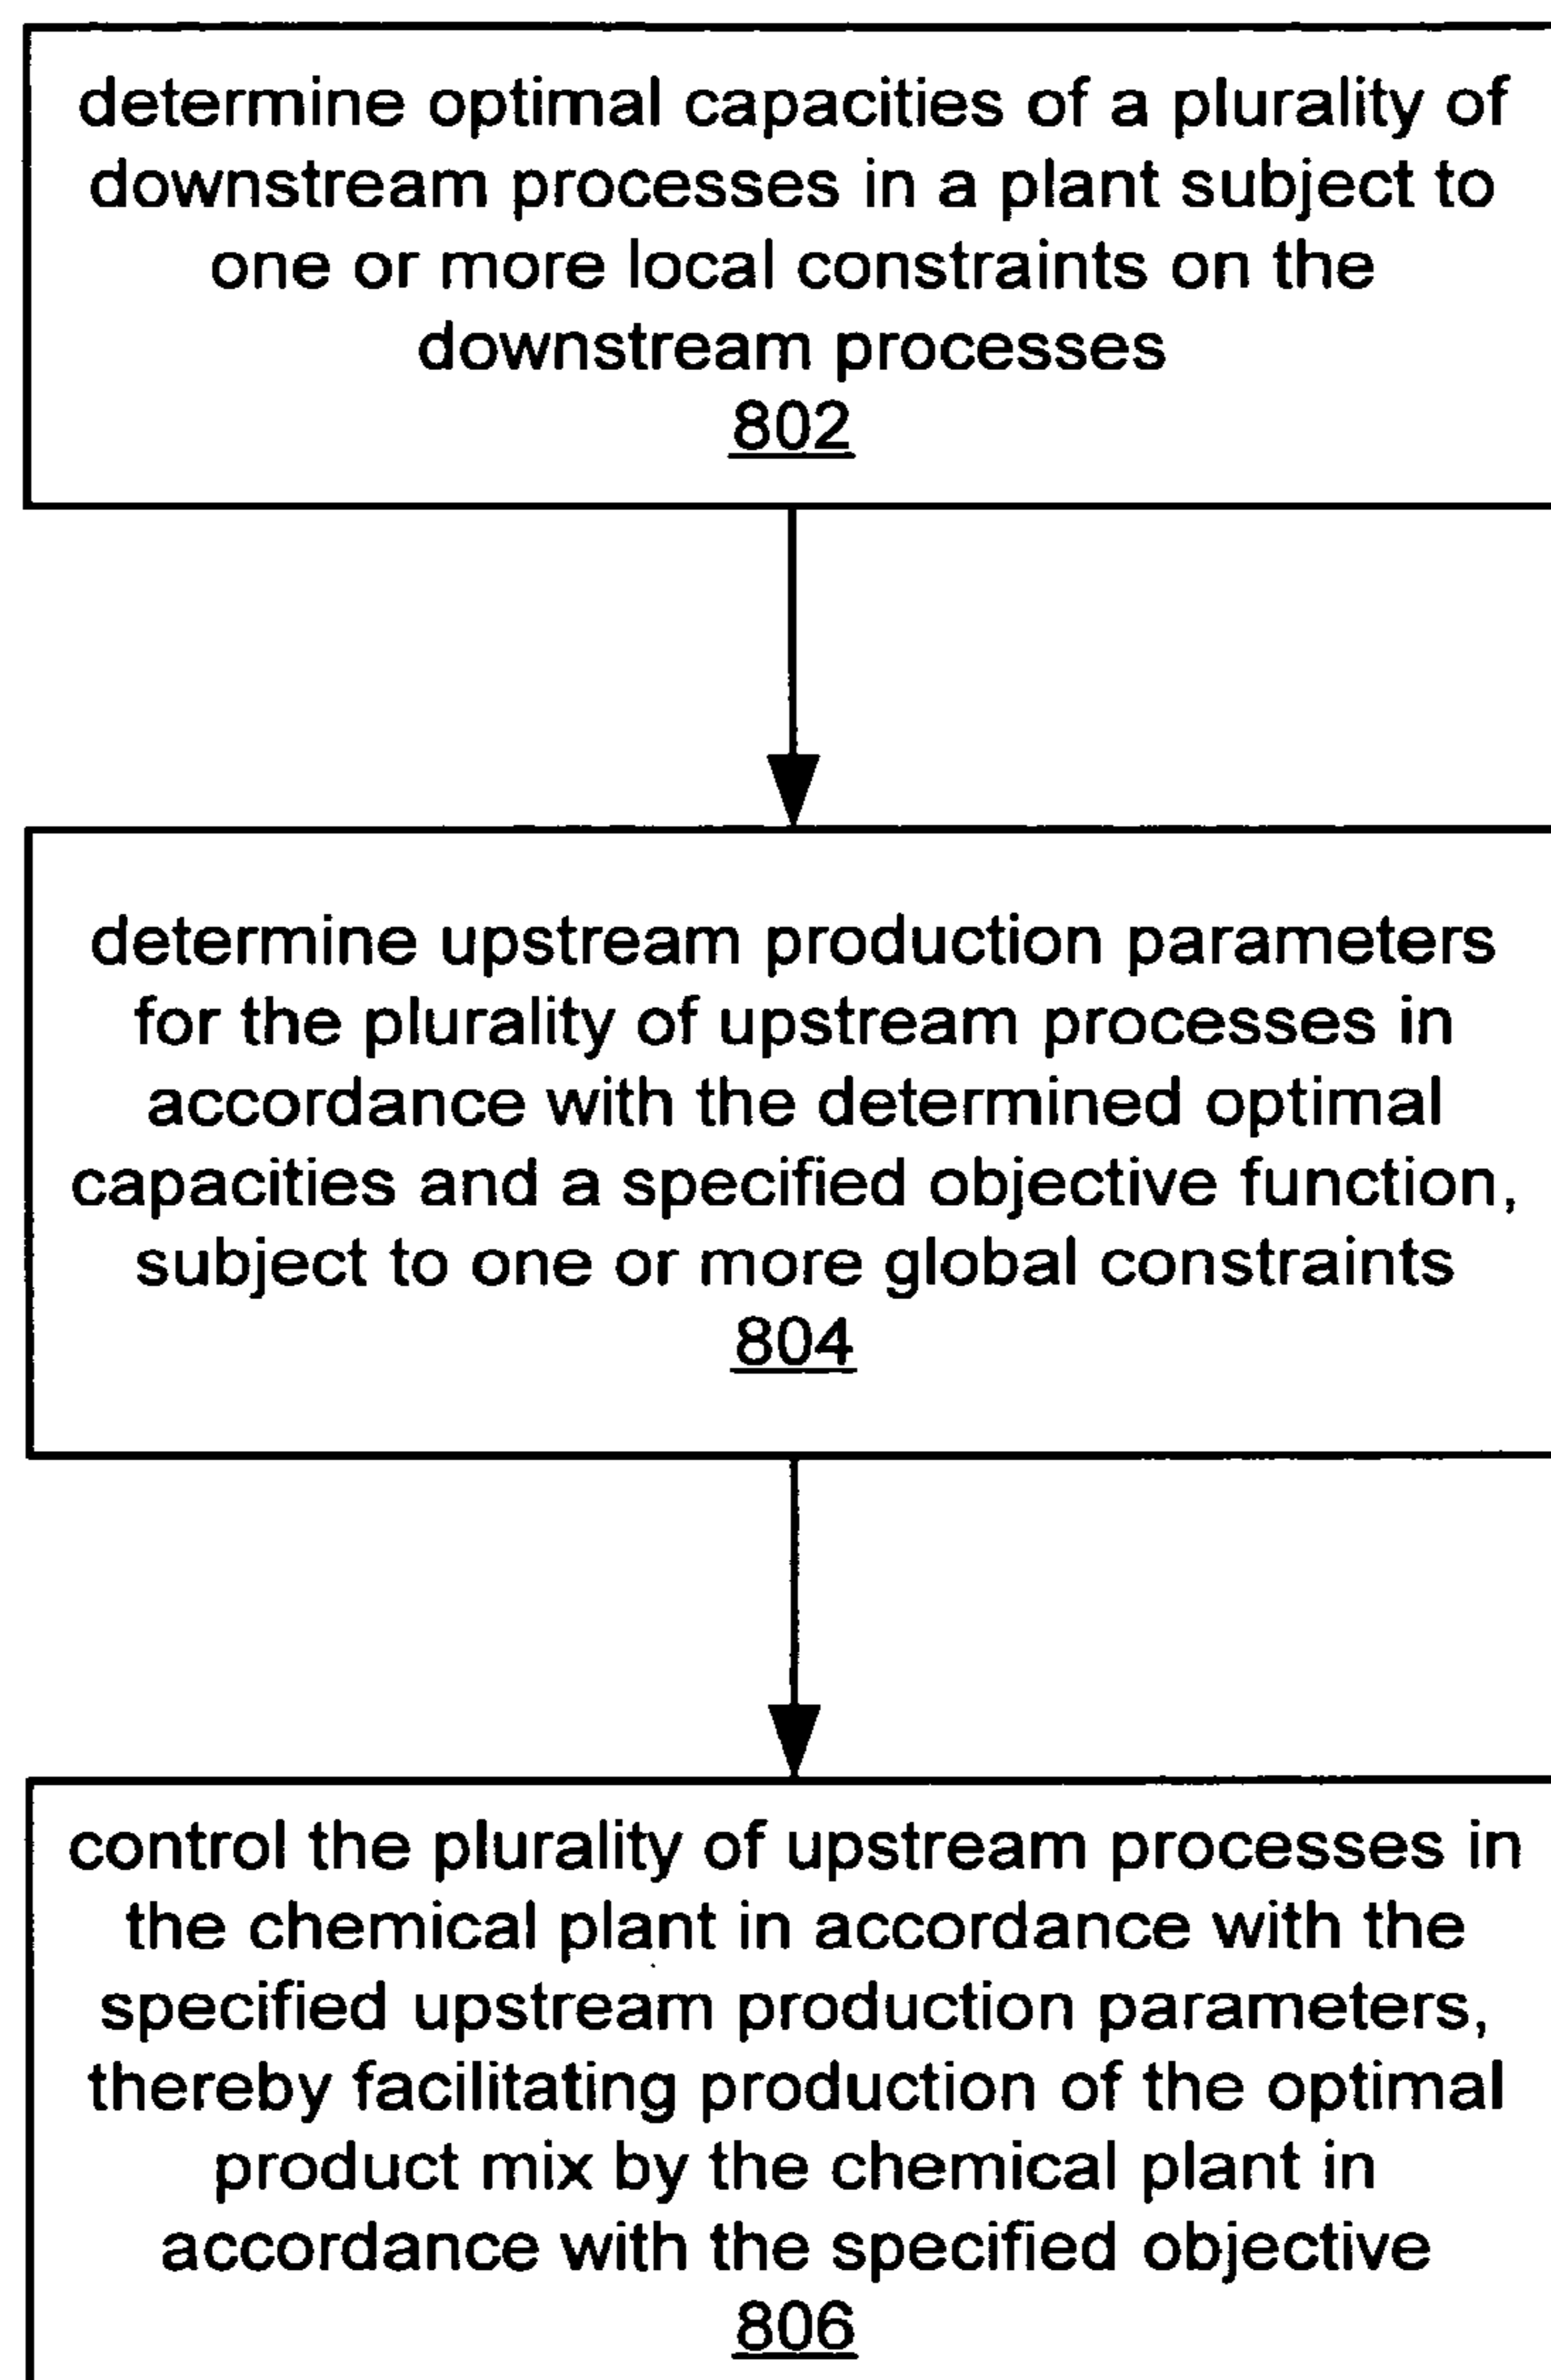 determine optimal capacities of a plurality of
downstream processes in a plant subject to
one or more local constraints on the
downstream processes
802
determine upstream production parameters
for the plurality of upstream processes in
accordance with the determined optimal
capacities and a specified objective function,
subject to one or more global constraints
804
control the plurality of upstream processes in
the chemical plant in accordance with the
specified upstream production parameters,
thereby facilitating production of the optimal
product mix by the chemical plant in
accordance with the specified objective
806